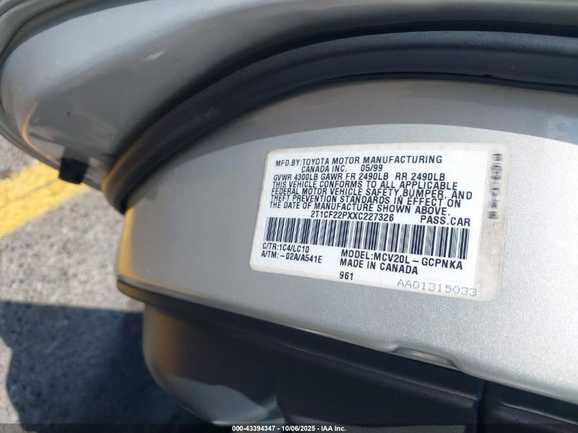 MFD.BY:TOYOTA MOTOR MANUFACTURING
CANADA INC. 05/99
GVWR 4300LB GAWR FR 2490LB RR 2490LB
THIS VEHICLE CONFORMS TO ALL APPLICABLE
FEDERAL MOTOR VEHICLE SAFETY,BUMPER, AND
THEFT PREVENTION STANDARDS IN EFFECT ON
THE DATE OF MANUFACTURE SHOWN ABOVE.
2T1CF22PXXC227326 PASS.CAR
C/TR:1C4/LC10 MODEL:MCV20L-GCPNKA
A/TM:-02A/A541E MADE IN CANADA
961
AA01315033
000-43394347 \ 10/06/2025 \ IAA Inc.